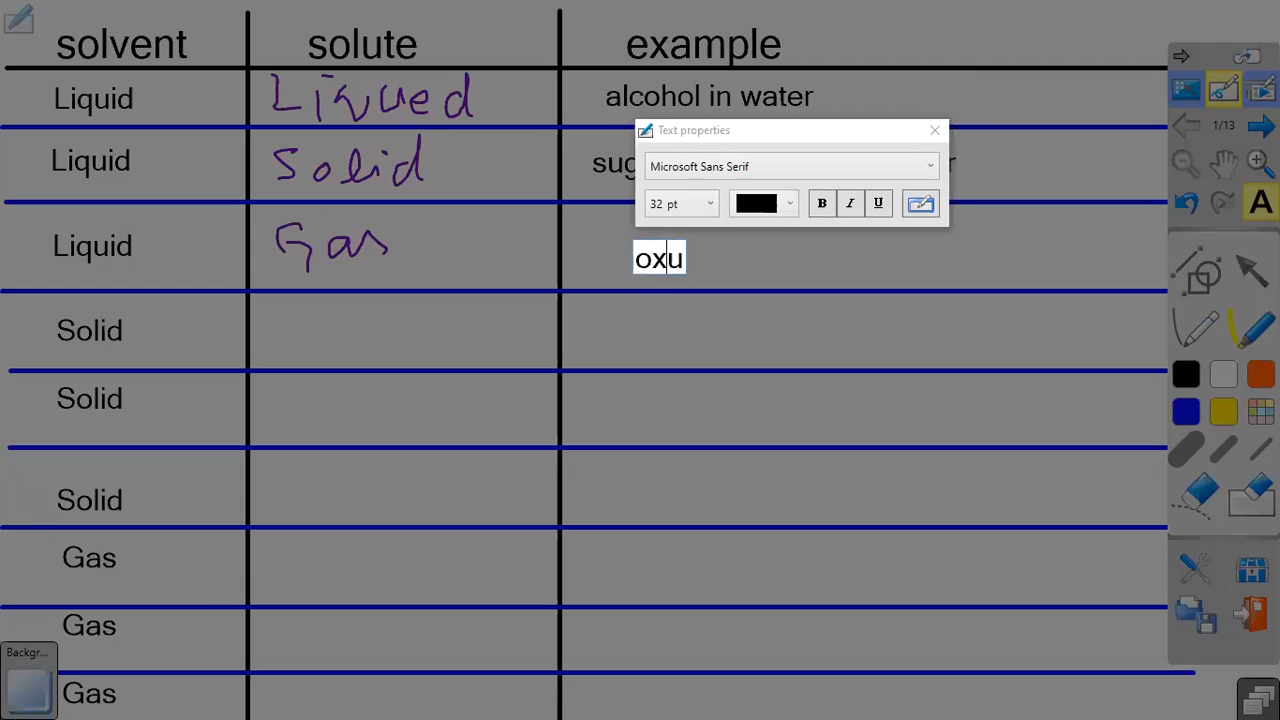 solvent solute example
Liquid Liqued alcohol in water
Text properties
Liquid Solid sug r
Microsoft Sans Serif
32 pt B I U
Liquid Gas oxu
Solid
Solid
Solid
Gas
Gas
Gas
Backgr...
1/13
A